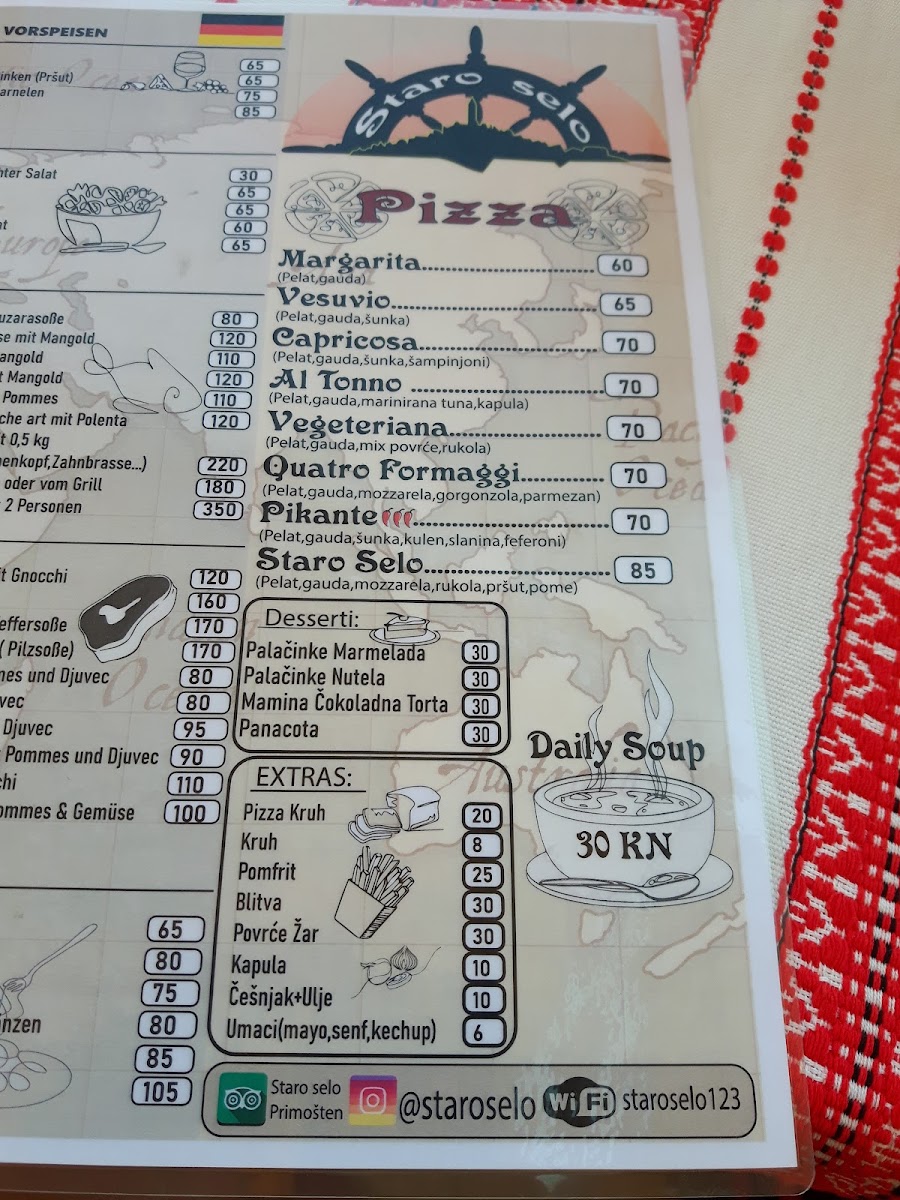 VORSPEISEN
65
inken (Pršut) 65
arnelen 75
85
hter Salat 30
65
65
60
65
uzarasoße 80
se mit Mangold 120
angold 110
t Mangold 120
Pommes 110
che art mit Polenta 120
t 0,5 kg
nenkopf,Zahnbrasse...) 220
oder vom Grill 180
2 Personen 350
it Gnocchi 120
160
effersoße 170
( Pilzsoße) 170
mes und Djuvec 80
vec 80
Djuvec 95
Pommes und Djuvec 90
chi 110
ommes & Gemüse 100
65
80
75
anzen 80
85
105
Staro selo
Pizza
Margarita 60
(Pelat,gauda)
Vesuvio 65
(Pelat,gauda,šunka)
Capricosa 70
(Pelat,gauda,šunka,šampinjoni)
Al Tonno 70
(Pelat,gauda,marinirana tuna,kapula)
Vegeteriana 70
(Pelat,gauda,mix povrće,rukola)
Quatro Formaggi 70
(Pelat,gauda,mozzarela,gorgonzola,parmezan)
Pikante 70
(Pelat,gauda,šunka,kulen,slanina,feferoni)
Staro Selo 85
(Pelat,gauda,mozzarela,rukola,pršut,pome)
Desserti:
Palačinke Marmelada 30
Palačinke Nutela 30
Mamina Čokoladna Torta 30
Panacota 30
EXTRAS:
Pizza Kruh 20
Kruh 8
Pomfrit 25
Blitva 30
Povrće Žar 30
Kapula 10
Češnjak+Ulje 10
Umaci(mayo,senf,kechup) 6
Daily Soup
30 KN
Staro selo
Primošten
@staroselo
WiFi
staroselo123